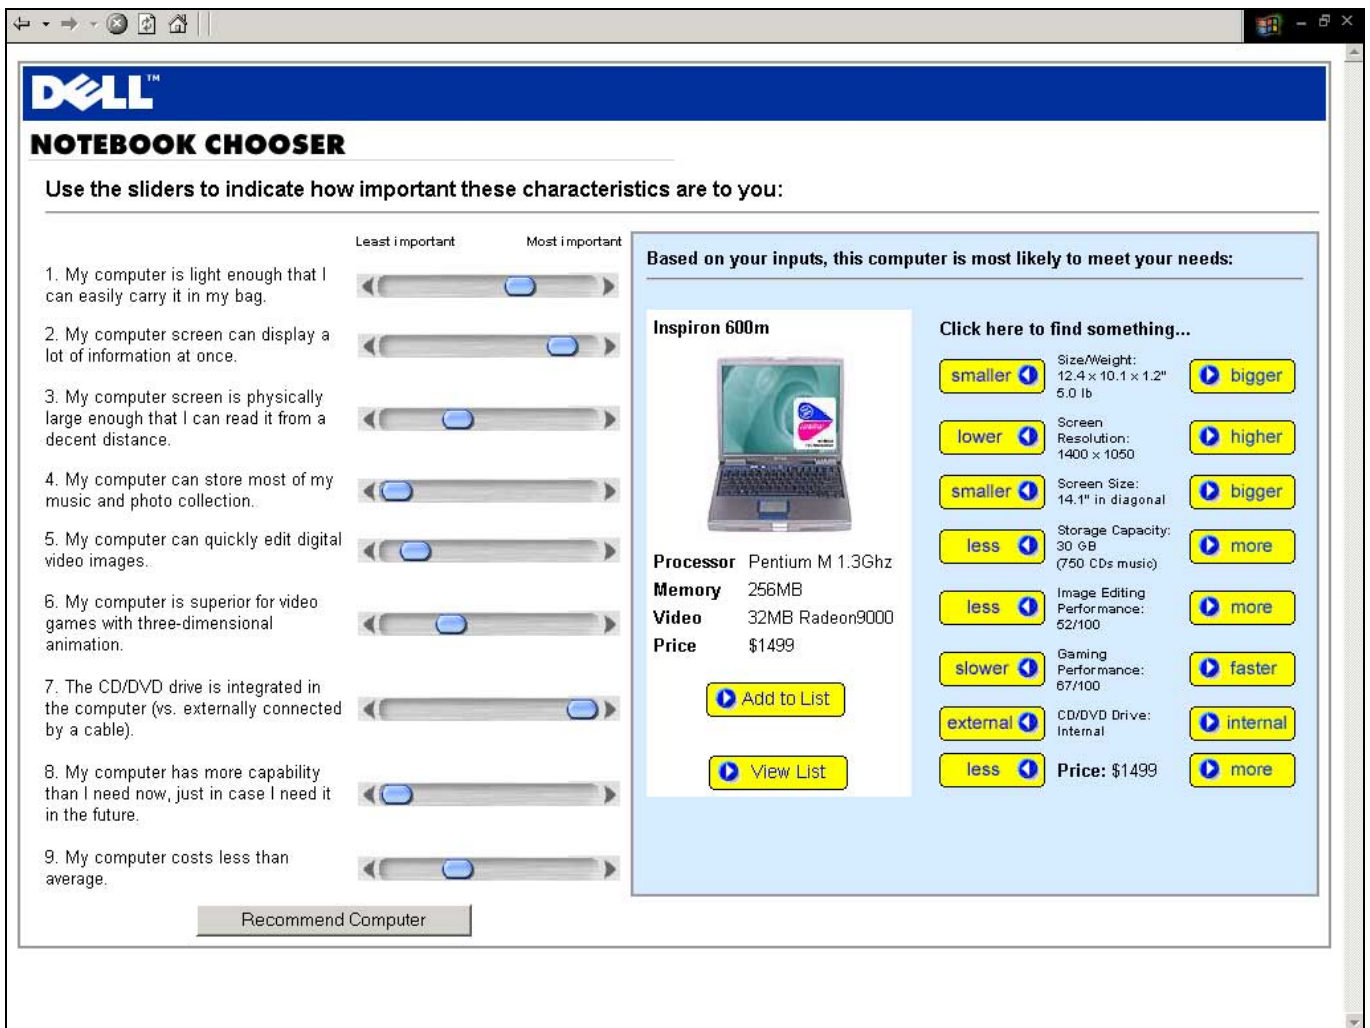 DELL™
NOTEBOOK CHOOSER
Use the sliders to indicate how important these characteristics are to you:
Least important Most important
1. My computer is light enough that I
can easily carry it in my bag.
2. My computer screen can display a
lot of information at once.
3. My computer screen is physically
large enough that I can read it from a
decent distance.
4. My computer can store most of my
music and photo collection.
5. My computer can quickly edit digital
video images.
6. My computer is superior for video
games with three-dimensional
animation.
7. The CD/DVD drive is integrated in
the computer (vs. externally connected
by a cable).
8. My computer has more capability
than I need now, just in case I need it
in the future.
9. My computer costs less than
average.
Recommend Computer
Based on your inputs, this computer is most likely to meet your needs:
Inspiron 600m
Processor Pentium M 1.3Ghz
Memory 256MB
Video 32MB Radeon9000
Price $1499
Add to List
View List
Click here to find something...
smaller Size/Weight: bigger
12.4 x 10.1 x 1.2"
5.0 lb
lower Screen higher
Resolution:
1400 x 1050
smaller Screen Size: bigger
14.1" in diagonal
less Storage Capacity: more
30 GB
(750 CDs music)
less Image Editing more
Performance:
52/100
slower Gaming faster
Performance:
67/100
external CD/DVD Drive: internal
Internal
less Price: $1499 more